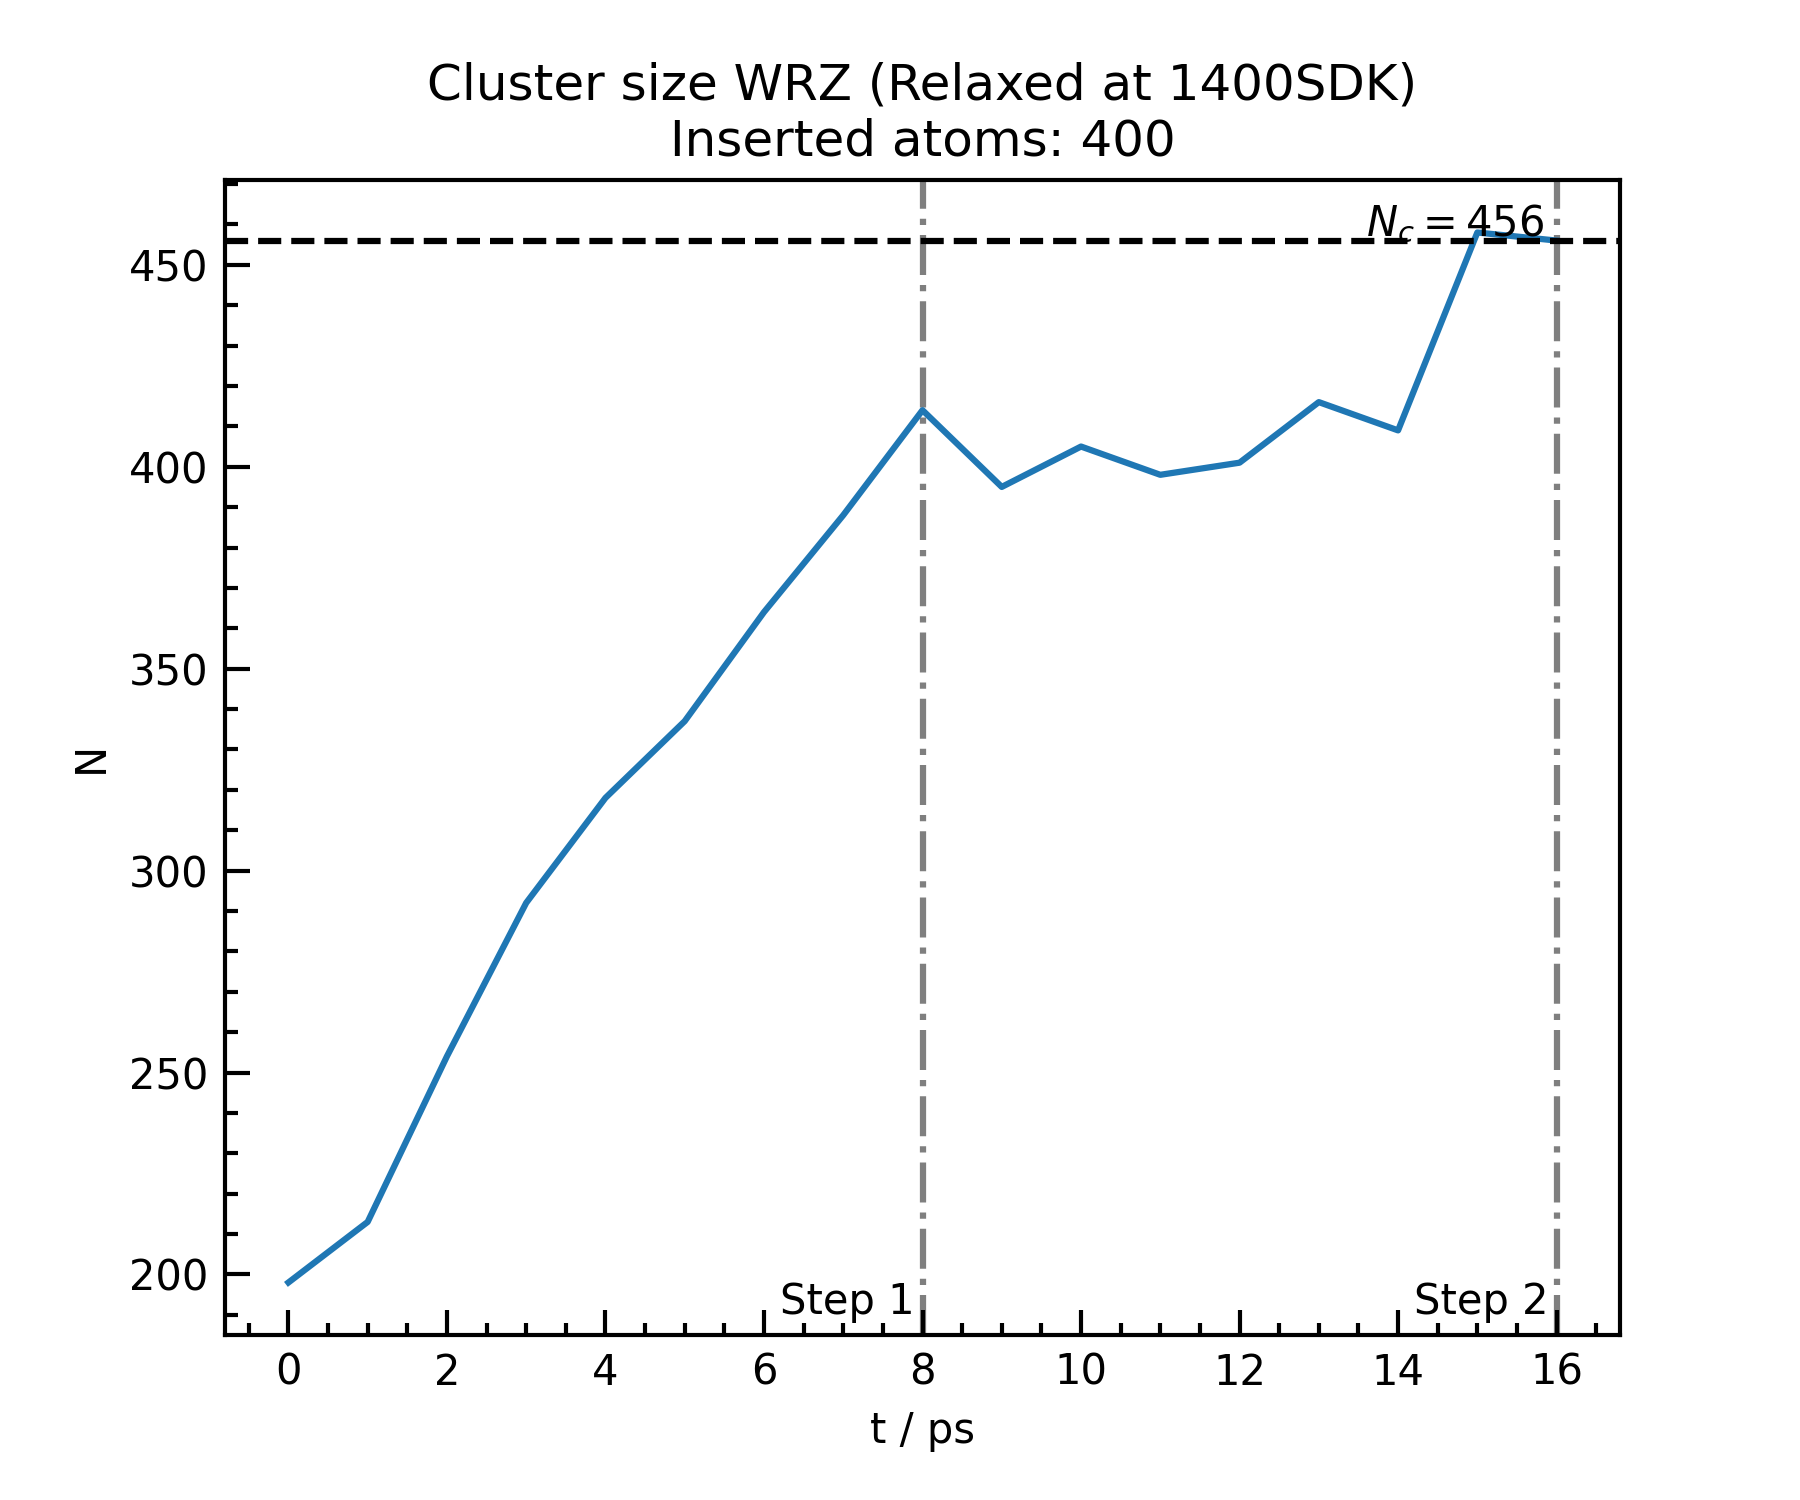 Cluster size WRZ (Relaxed at 1400SDK)
Inserted atoms: 400
N_c = 456
450
400
350
300
250
200
N
Step 1
Step 2
0 2 4 6 8 10 12 14 16
t / ps